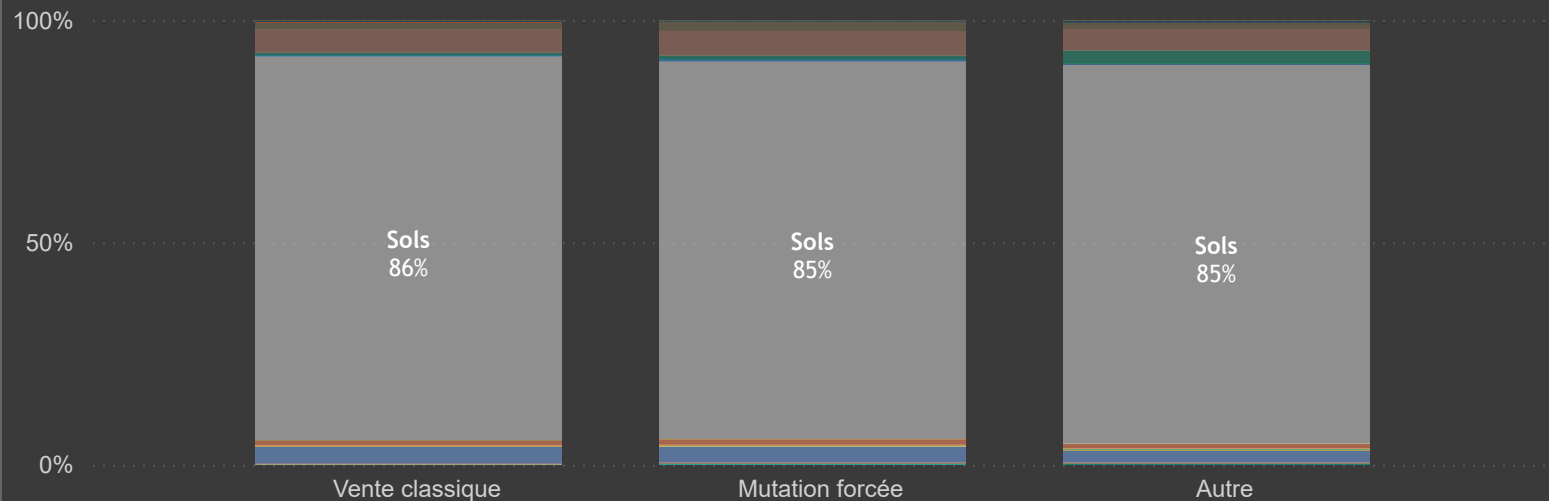 100%
50%
0%
Sols
86%
Sols
85%
Sols
85%
Vente classique
Mutation forcée
Autre